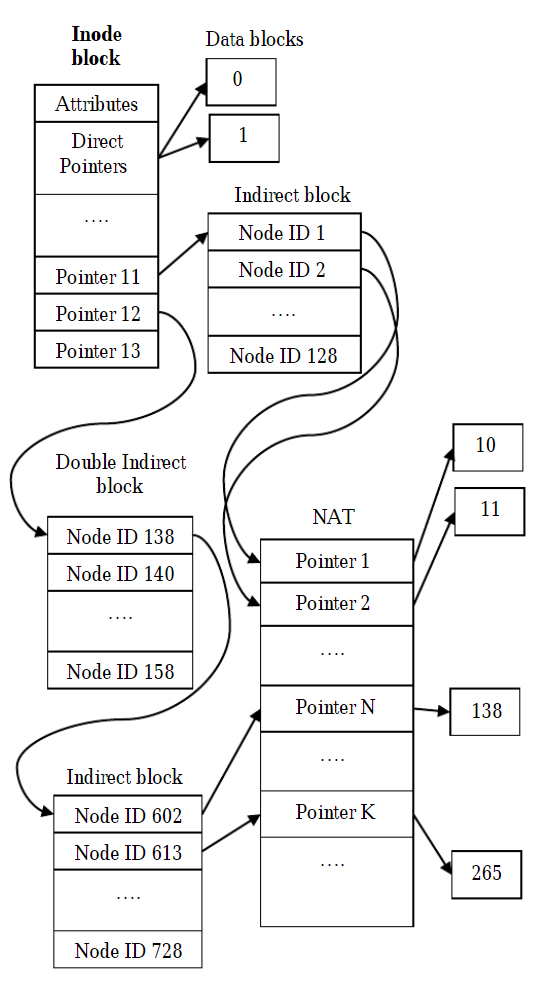 Inode
block
Data blocks
0
1
Attributes
Direct
Pointers
....
Pointer 11
Pointer 12
Pointer 13
Indirect block
Node ID 1
Node ID 2
....
Node ID 128
Double Indirect
block
Node ID 138
Node ID 140
....
Node ID 158
Indirect block
Node ID 602
Node ID 613
....
Node ID 728
NAT
Pointer 1
Pointer 2
....
Pointer N
....
Pointer K
....
10
11
138
265